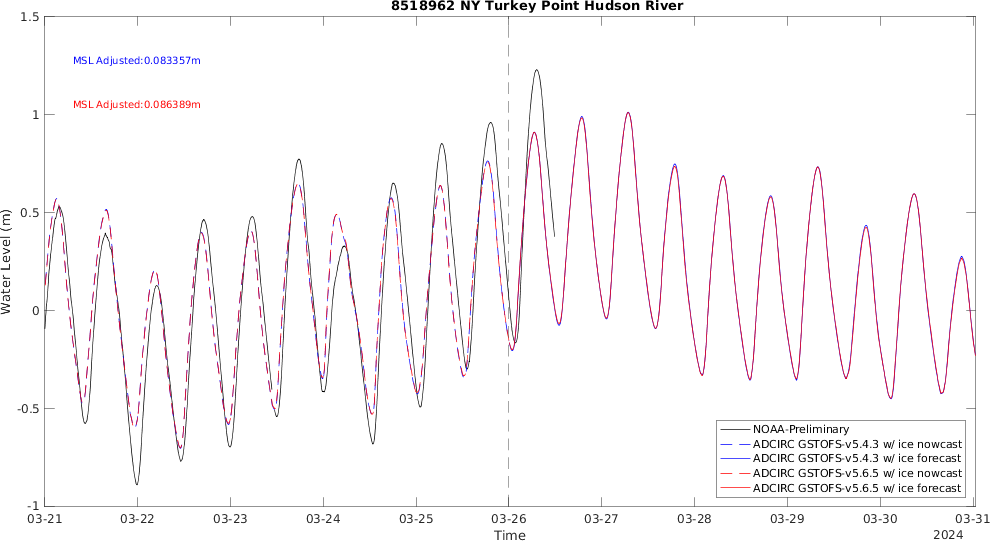 8518962 NY Turkey Point Hudson River
1.5
MSL Adjusted:0.083357m
MSL Adjusted:0.086389m
1
0.5
0
-0.5
-1
Water Level (m)
NOAA-Preliminary
ADCIRC GSTOFS-v5.4.3 w/ ice nowcast
ADCIRC GSTOFS-v5.4.3 w/ ice forecast
ADCIRC GSTOFS-v5.6.5 w/ ice nowcast
ADCIRC GSTOFS-v5.6.5 w/ ice forecast
03-21 03-22 03-23 03-24 03-25 03-26 03-27 03-28 03-29 03-30 03-31
Time
2024